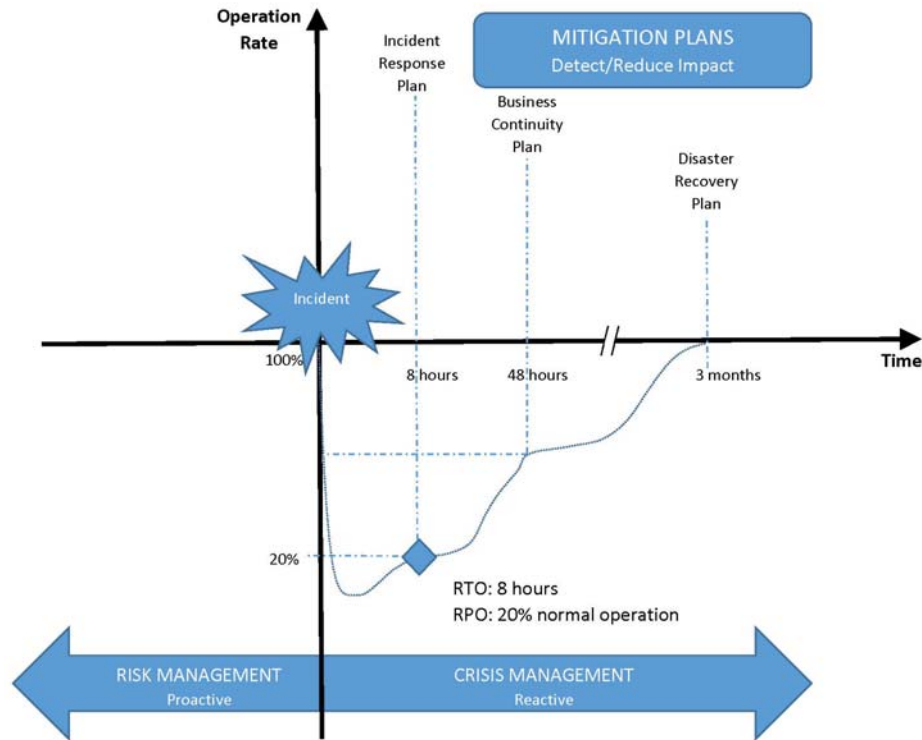 Operation
Rate
Incident
Response
Plan
MITIGATION PLANS
Detect/Reduce Impact
Business
Continuity
Plan
Disaster
Recovery
Plan
Incident
100%
8 hours
48 hours
3 months
Time
20%
RTO: 8 hours
RPO: 20% normal operation
RISK MANAGEMENT
Proactive
CRISIS MANAGEMENT
Reactive